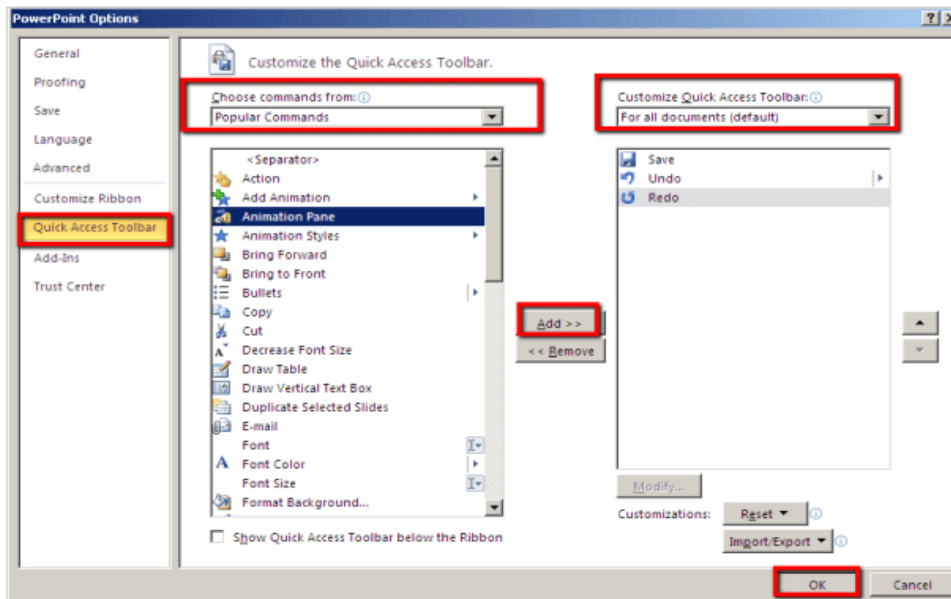 PowerPoint Options
General
Proofing
Save
Language
Advanced
Customize Ribbon
Quick Access Toolbar
Add-Ins
Trust Center
Customize the Quick Access Toolbar.
Choose commands from:
Popular Commands
<Separator>
Action
Add Animation
Animation Pane
Animation Styles
Bring Forward
Bring to Front
Bullets
Copy
Cut
Decrease Font Size
Draw Table
Draw Vertical Text Box
Duplicate Selected Slides
E-mail
Font
Font Color
Font Size
Format Background...
Show Quick Access Toolbar below the Ribbon
Add >>
<< Remove
Customize Quick Access Toolbar:
For all documents (default)
Save
Undo
Redo
Modify...
Customizations:
Reset
Import/Export
OK
Cancel